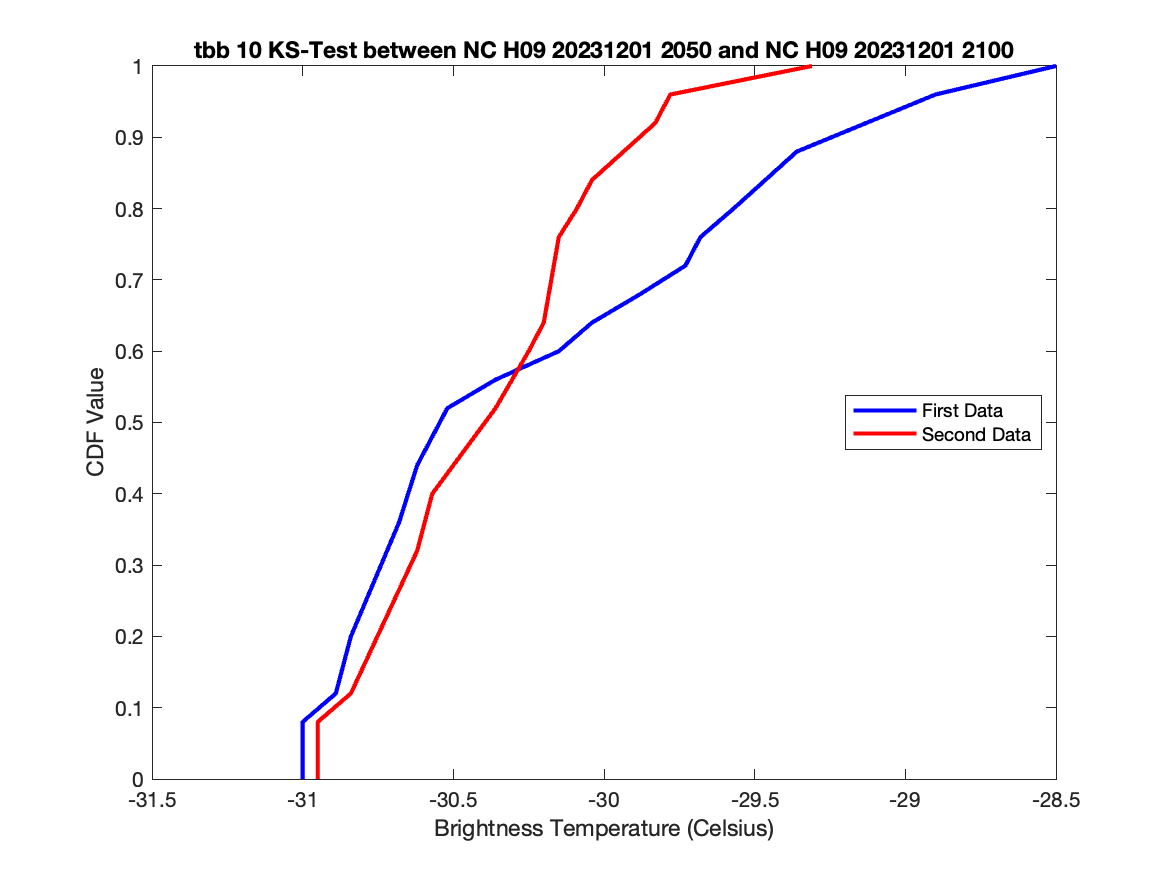 tbb 10 KS-Test between NC H09 20231201 2050 and NC H09 20231201 2100
1
0.9
0.8
0.7
0.6
0.5
0.4
0.3
0.2
0.1
0
CDF Value
First Data
Second Data
-31.5 -31 -30.5 -30 -29.5 -29 -28.5
Brightness Temperature (Celsius)